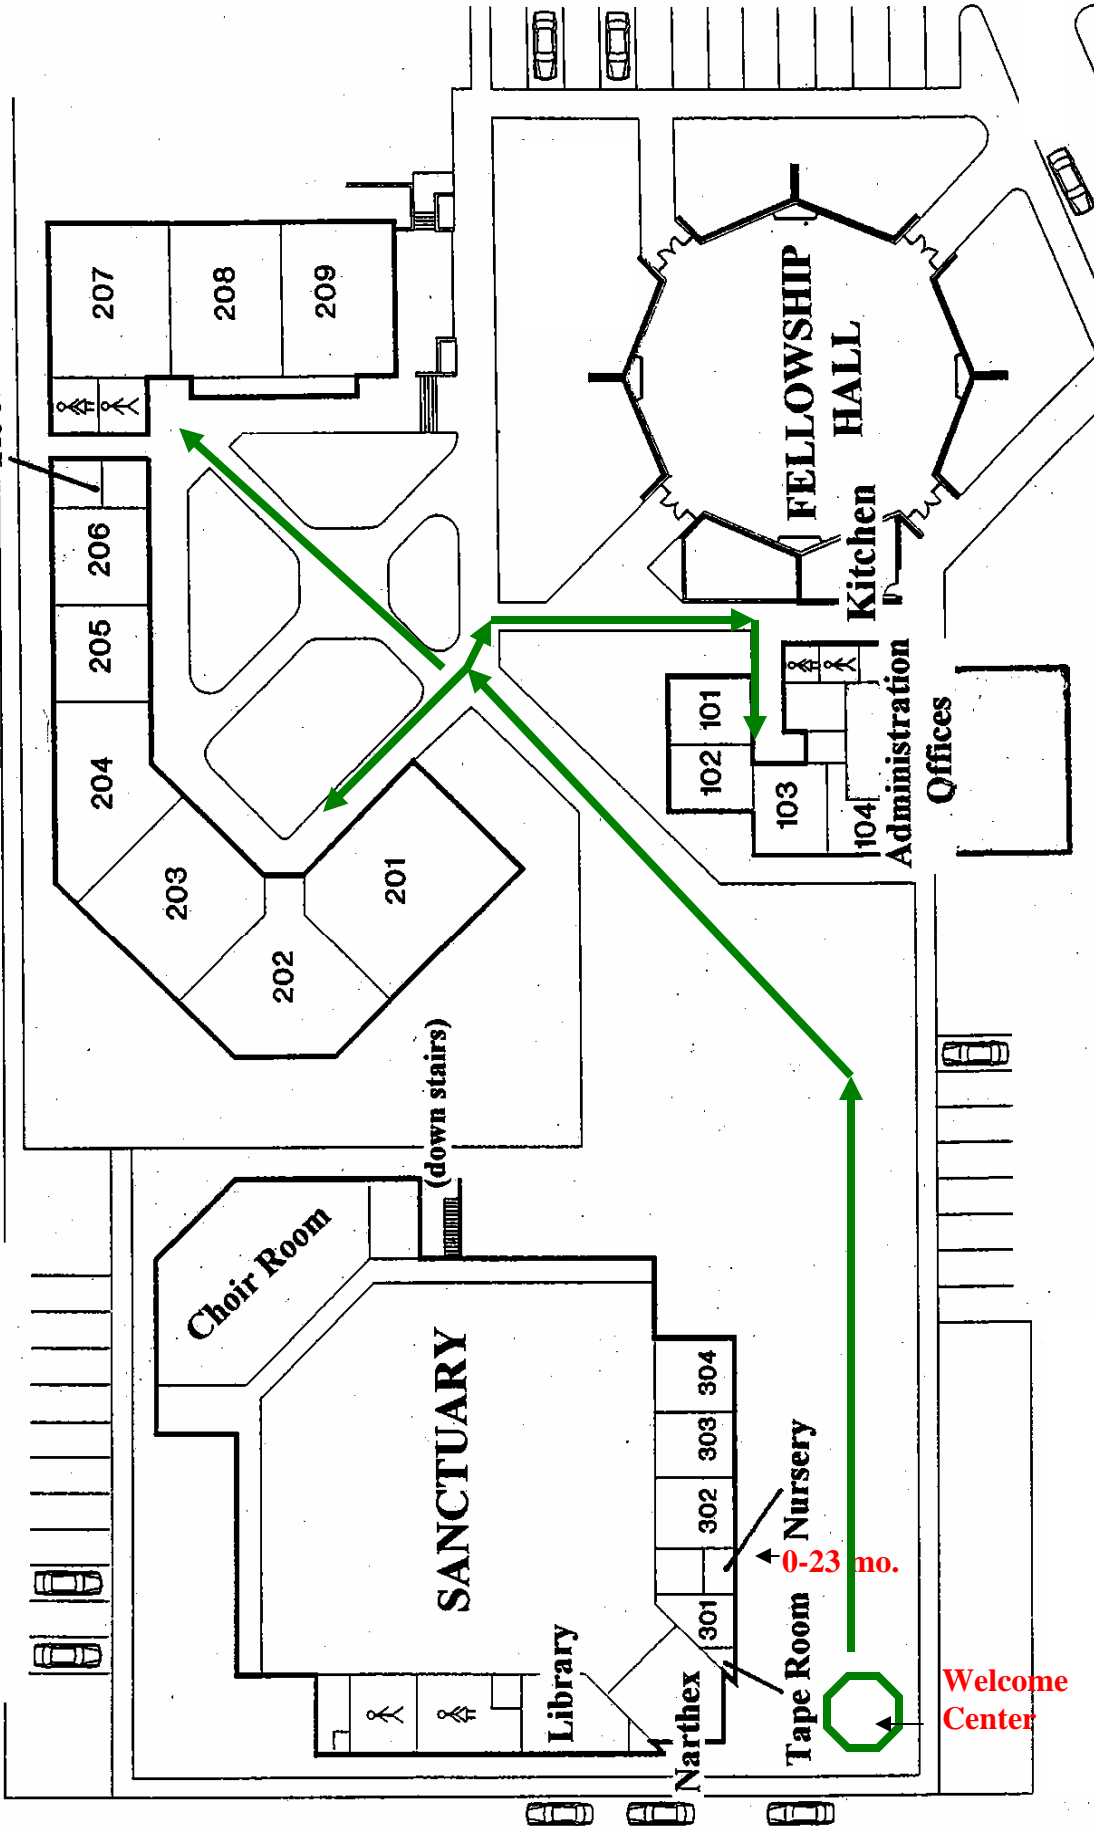 207
208
209
206
205
204
203
202
201
FELLOWSHIP
HALL
Kitchen
101
102
103
104
Administration
Offices
(down stairs)
Choir Room
SANCTUARY
304
303
302
301
Nursery
0-23 mo.
Library
Narthex
Tape Room
Welcome
Center